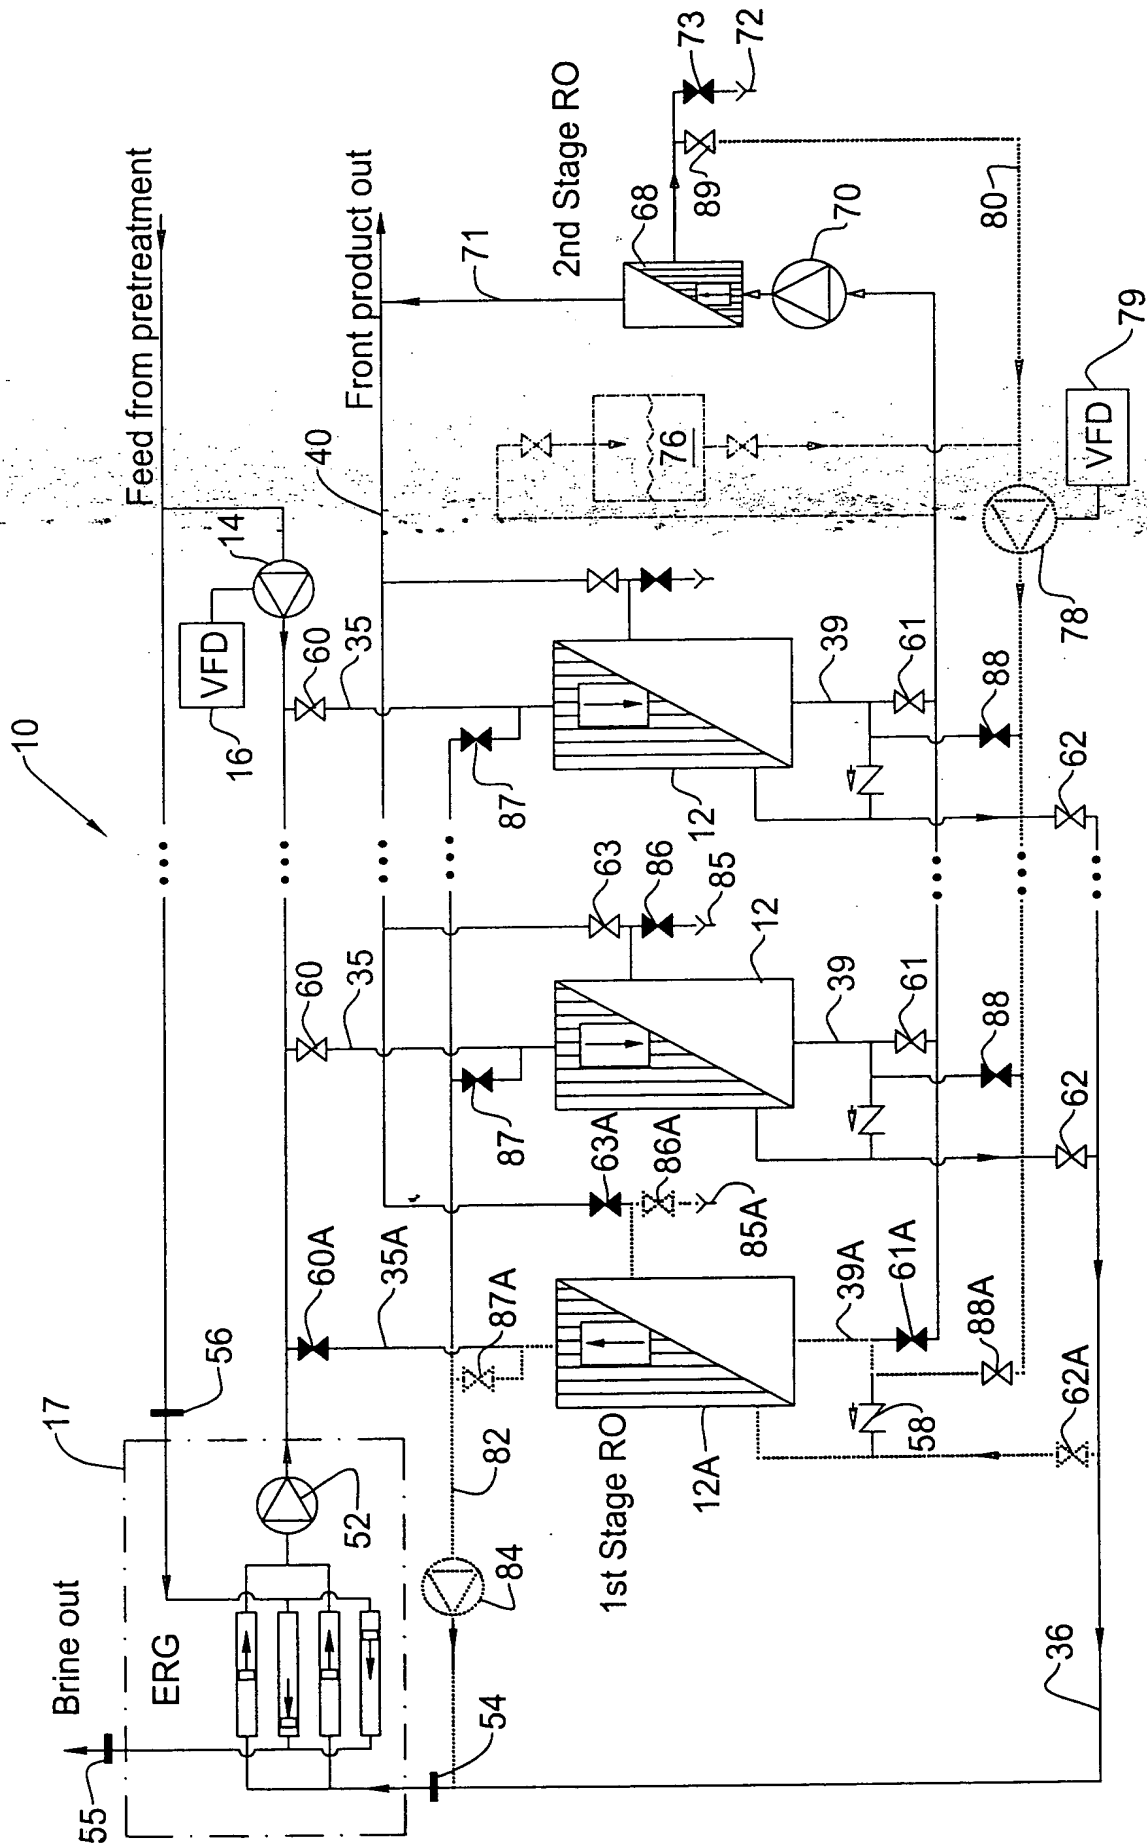 10
Feed from pretreatment
Front product out
2nd Stage RO
1st Stage RO
Brine out
ERG
17
55
56
54
52
36
14
VFD
16
60
35
60
35
60A
35A
40
71
68
73
72
89
80
70
79
VFD
78
76
87
87
87A
82
84
12
12
12A
63
86
85
63A
86A
85A
39
61
88
62
39
61
88
62
39A
61A
88A
62A
58